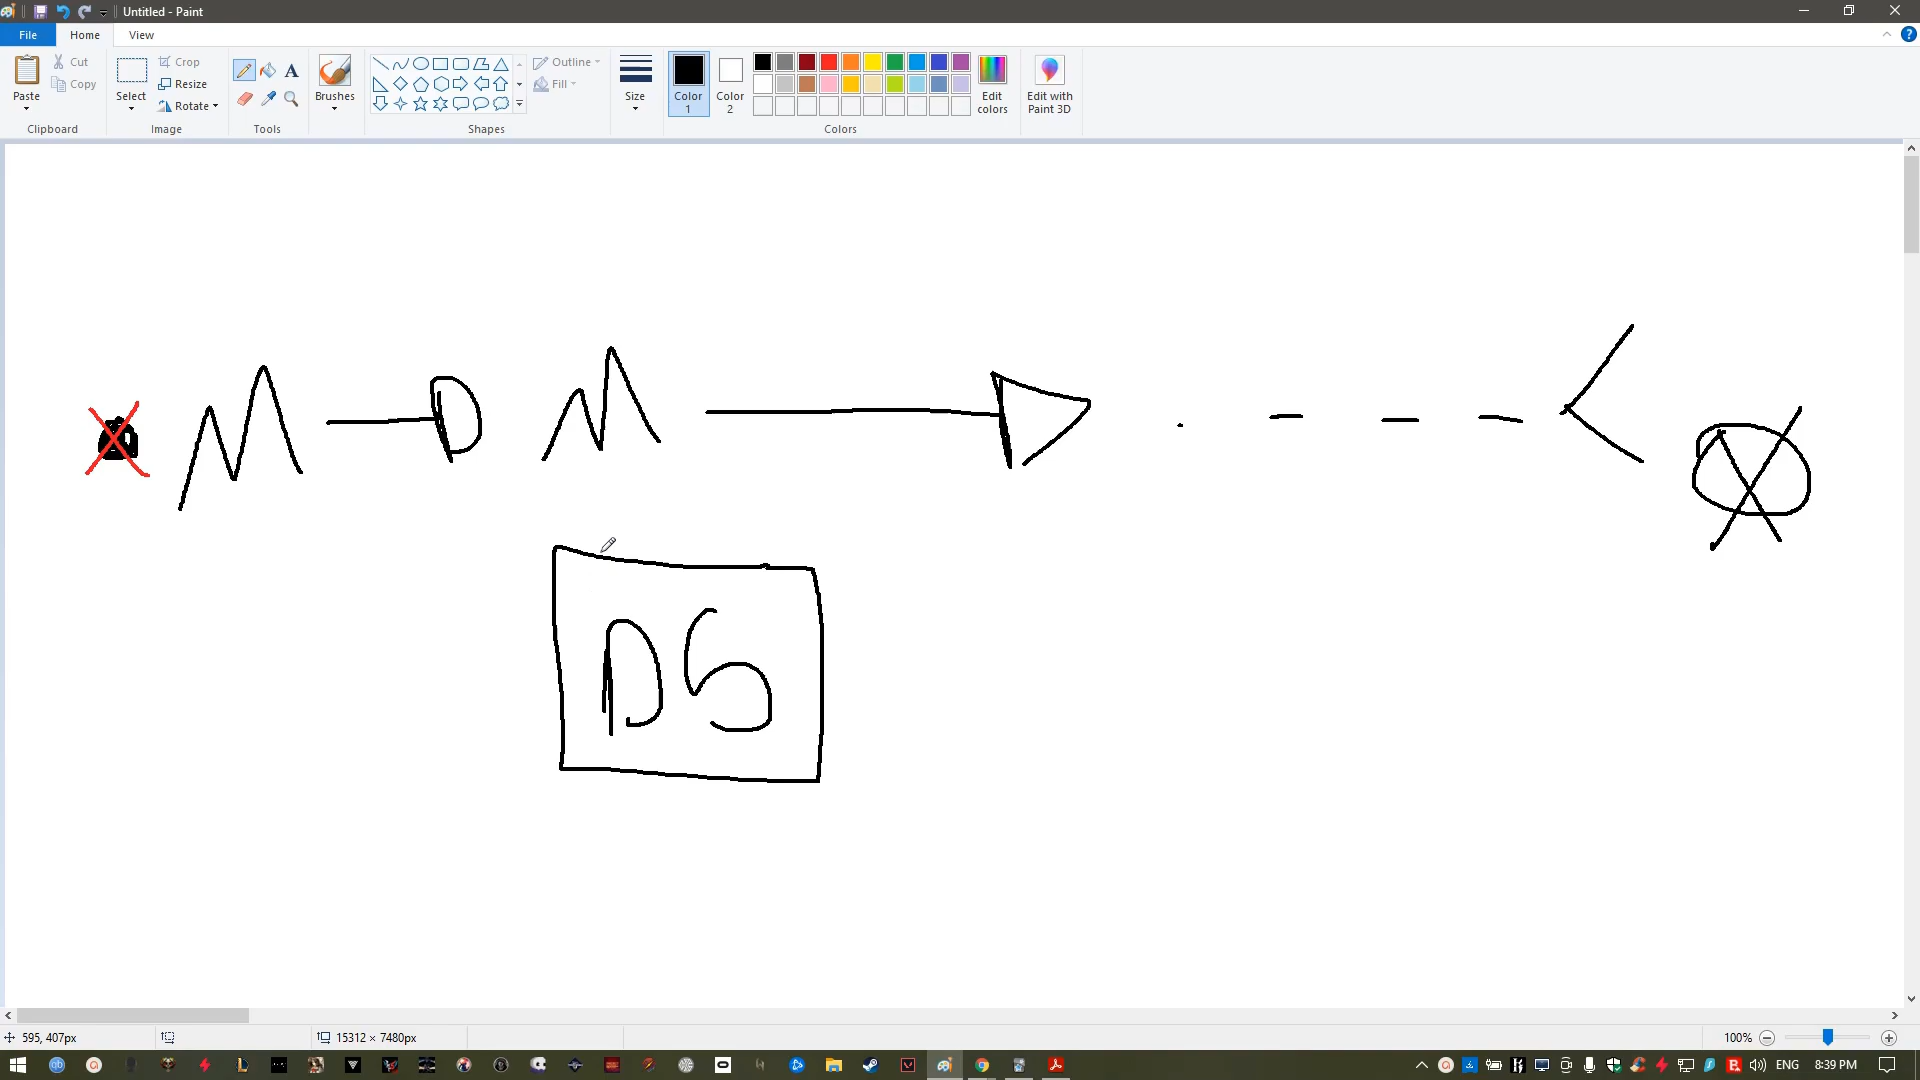 Untitled - Paint
File Home View
Paste
Cut
Copy
Clipboard
Select
Crop
Resize
Rotate
Image
Tools
Brushes
Outline
Fill
Shapes
Size
Color 1
Color 2
Edit colors
Colors
Edit with Paint 3D
M D M
DS
595, 407px
15312 × 7480px
100%
ENG
8:39 PM